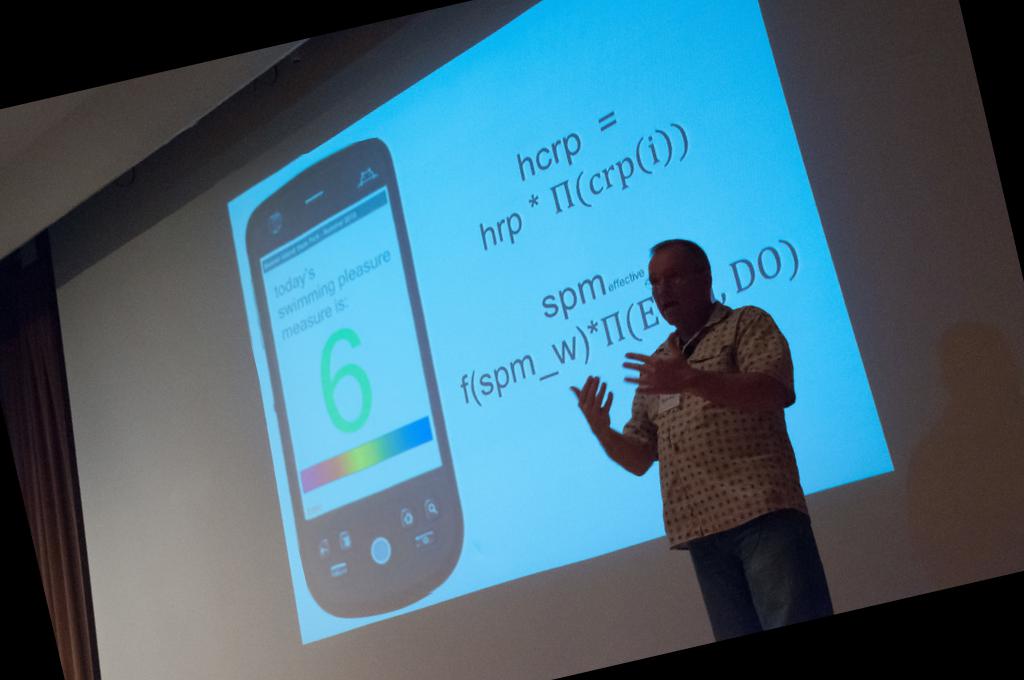 today's
swimming pleasure
measure is:
6
hcrp =
hrp * Π(crp(i))
spm effective
f(spm_w)*Π(E , DO)